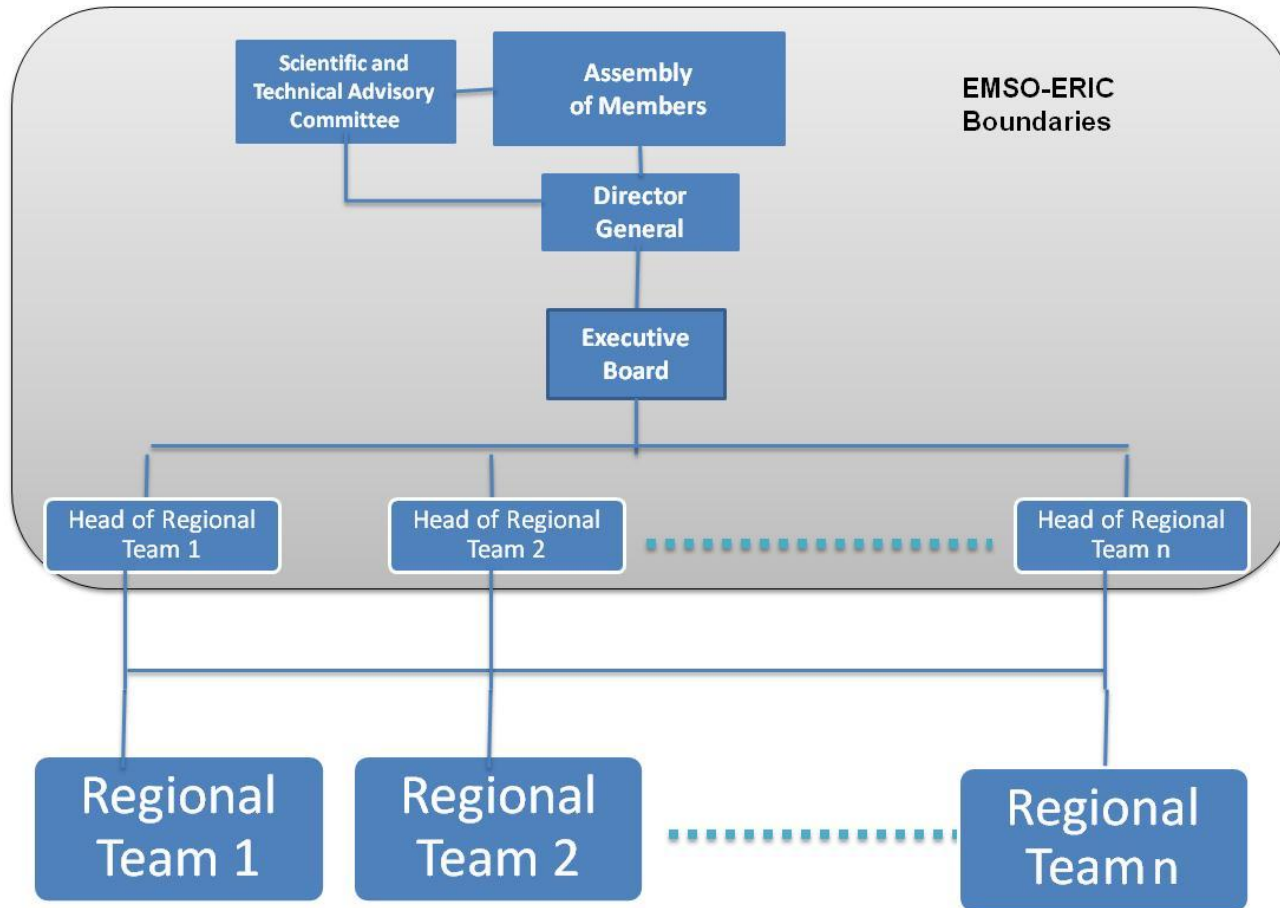 Scientific and
Technical Advisory
Committee
Assembly
of Members
EMSO-ERIC
Boundaries
Director
General
Executive
Board
Head of Regional
Team 1
Head of Regional
Team 2
Head of Regional
Team n
Regional
Team 1
Regional
Team 2
Regional
Team n